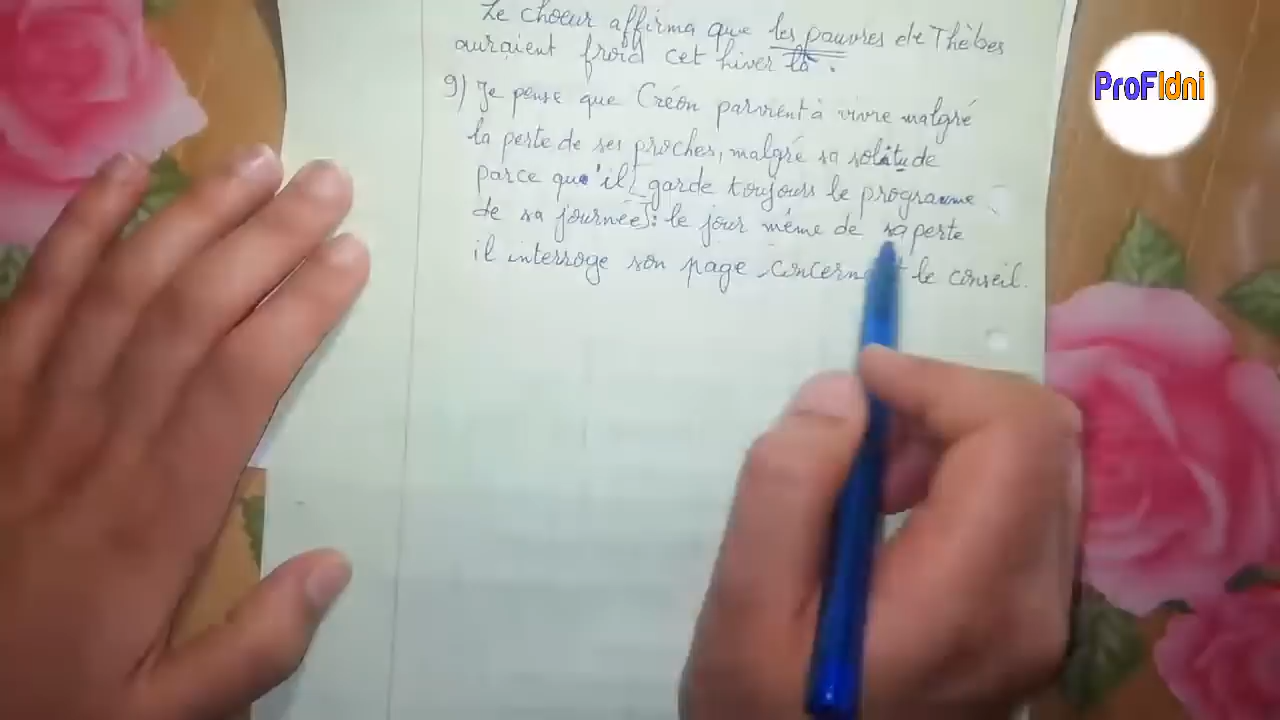 Le choeur affirma que les pauvres de Thèbes
auraient froid cet hiver là.
9) Je pense que Créon parvient à vivre malgré
la perte de ses proches, malgré sa solitude
parce qu'il garde toujours le programme
de sa journée : le jour même de sa perte
il interroge son page concernant le conseil.
ProFIdni